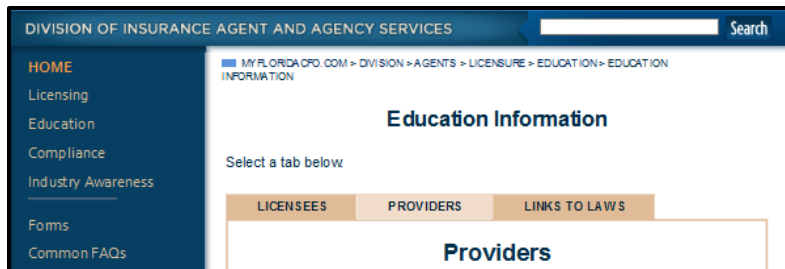 DIVISION OF INSURANCE AGENT AND AGENCY SERVICES
Search
HOME
Licensing
Education
Compliance
Industry Awareness
Forms
Common FAQs
MYFLORIDACFO.COM > DIVISION > AGENTS > LICENSURE > EDUCATION > EDUCATION
INFORMATION
Education Information
Select a tab below.
LICENSEES PROVIDERS LINKS TO LAWS
Providers